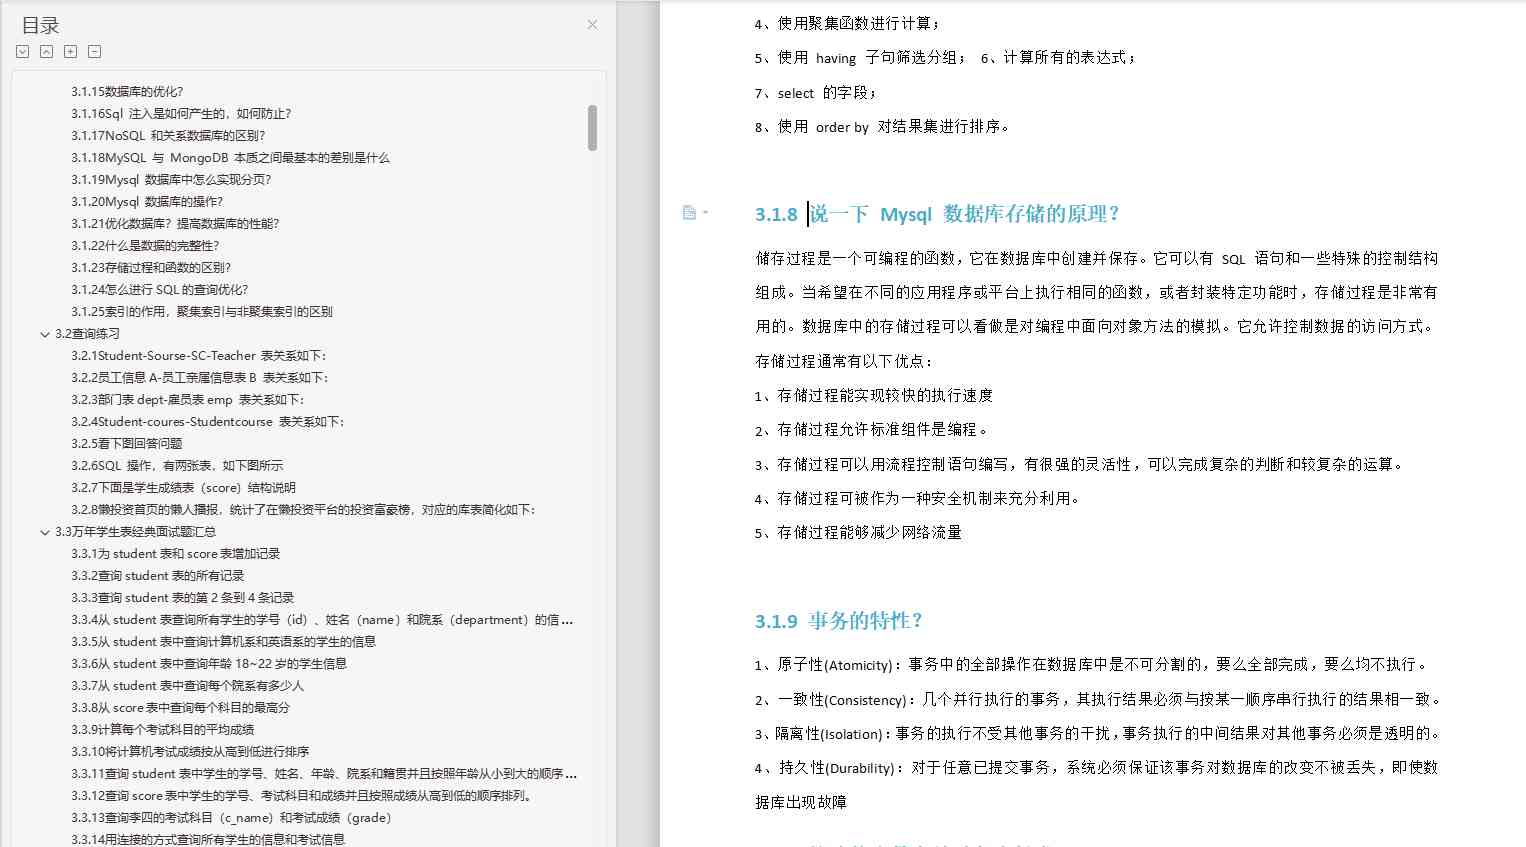 目录
3.1.15数据库的优化？
3.1.16Sql 注入是如何产生的，如何防止？
3.1.17NoSQL 和关系数据库的区别？
3.1.18MySQL 与 MongoDB 本质之间最基本的差别是什么
3.1.19Mysql 数据库中怎么实现分页？
3.1.20Mysql 数据库的操作？
3.1.21优化数据库？提高数据库的性能？
3.1.22什么是数据的完整性？
3.1.23存储过程和函数的区别？
3.1.24怎么进行 SQL的查询优化？
3.1.25索引的作用，聚集索引与非聚集索引的区别
3.2查询练习
3.2.1Student-Sourse-SC-Teacher 表关系如下：
3.2.2员工信息 A-员工亲属信息表 B 表关系如下：
3.2.3部门表 dept-雇员表 emp 表关系如下：
3.2.4Student-coures-Studentcourse 表关系如下：
3.2.5看下图回答问题
3.2.6SQL 操作，有两张表，如下图所示
3.2.7下面是学生成绩表（score）结构说明
3.2.8懒投资首页的懒人播报，统计了在懒投资平台的投资富豪榜，对应的库表简化如下：
3.3万年学生表经典面试题汇总
3.3.1为 student 表和 score 表增加记录
3.3.2查询 student 表的所有记录
3.3.3查询 student 表的第 2 条到 4 条记录
3.3.4从 student 表查询所有学生的学号（id）、姓名（name）和院系（department）的信 ...
3.3.5从 student 表中查询计算机系和英语系的学生的信息
3.3.6从 student 表中查询年龄 18~22 岁的学生信息
3.3.7从 student 表中查询每个院系有多少人
3.3.8从 score 表中查询每个科目的最高分
3.3.9计算每个考试科目的平均成绩
3.3.10将计算机考试成绩按从高到低进行排序
3.3.11查询 student 表中学生的学号、姓名、年龄、院系和籍贯并且按照年龄从小到大的顺序 ...
3.3.12查询 score 表中学生的学号、考试科目和成绩并且按照成绩从高到低的顺序排列。
3.3.13查询李四的考试科目（c_name）和考试成绩（grade）
3.3.14用连接的方式查询所有学生的信息和考试信息
4、使用聚集函数进行计算；
5、使用 having 子句筛选分组； 6、计算所有的表达式；
7、select 的字段；
8、使用 order by 对结果集进行排序。
3.1.8 说一下 Mysql 数据库存储的原理？
储存过程是一个可编程的函数，它在数据库中创建并保存。它可以有 SQL 语句和一些特殊的控制结构
组成。当希望在不同的应用程序或平台上执行相同的函数，或者封装特定功能时，存储过程是非常有
用的。数据库中的存储过程可以看做是对编程中面向对象方法的模拟。它允许控制数据的访问方式。
存储过程通常有以下优点：
1、存储过程能实现较快的执行速度
2、存储过程允许标准组件是编程。
3、存储过程可以用流程控制语句编写，有很强的灵活性，可以完成复杂的判断和较复杂的运算。
4、存储过程可被作为一种安全机制来充分利用。
5、存储过程能够减少网络流量
3.1.9 事务的特性？
1、原子性(Atomicity)：事务中的全部操作在数据库中是不可分割的，要么全部完成，要么均不执行。
2、一致性(Consistency)：几个并行执行的事务，其执行结果必须与按某一顺序串行执行的结果相一致。
3、隔离性(Isolation)：事务的执行不受其他事务的干扰，事务执行的中间结果对其他事务必须是透明的。
4、持久性(Durability)：对于任意已提交事务，系统必须保证该事务对数据库的改变不被丢失，即使数
据库出现故障